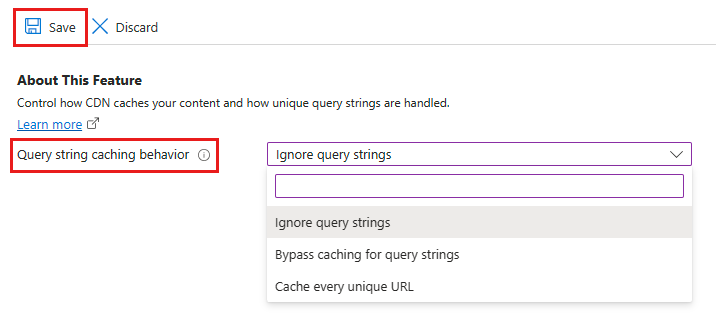 Save Discard
About This Feature
Control how CDN caches your content and how unique query strings are handled.
Learn more
Query string caching behavior Ignore query strings
Ignore query strings
Bypass caching for query strings
Cache every unique URL